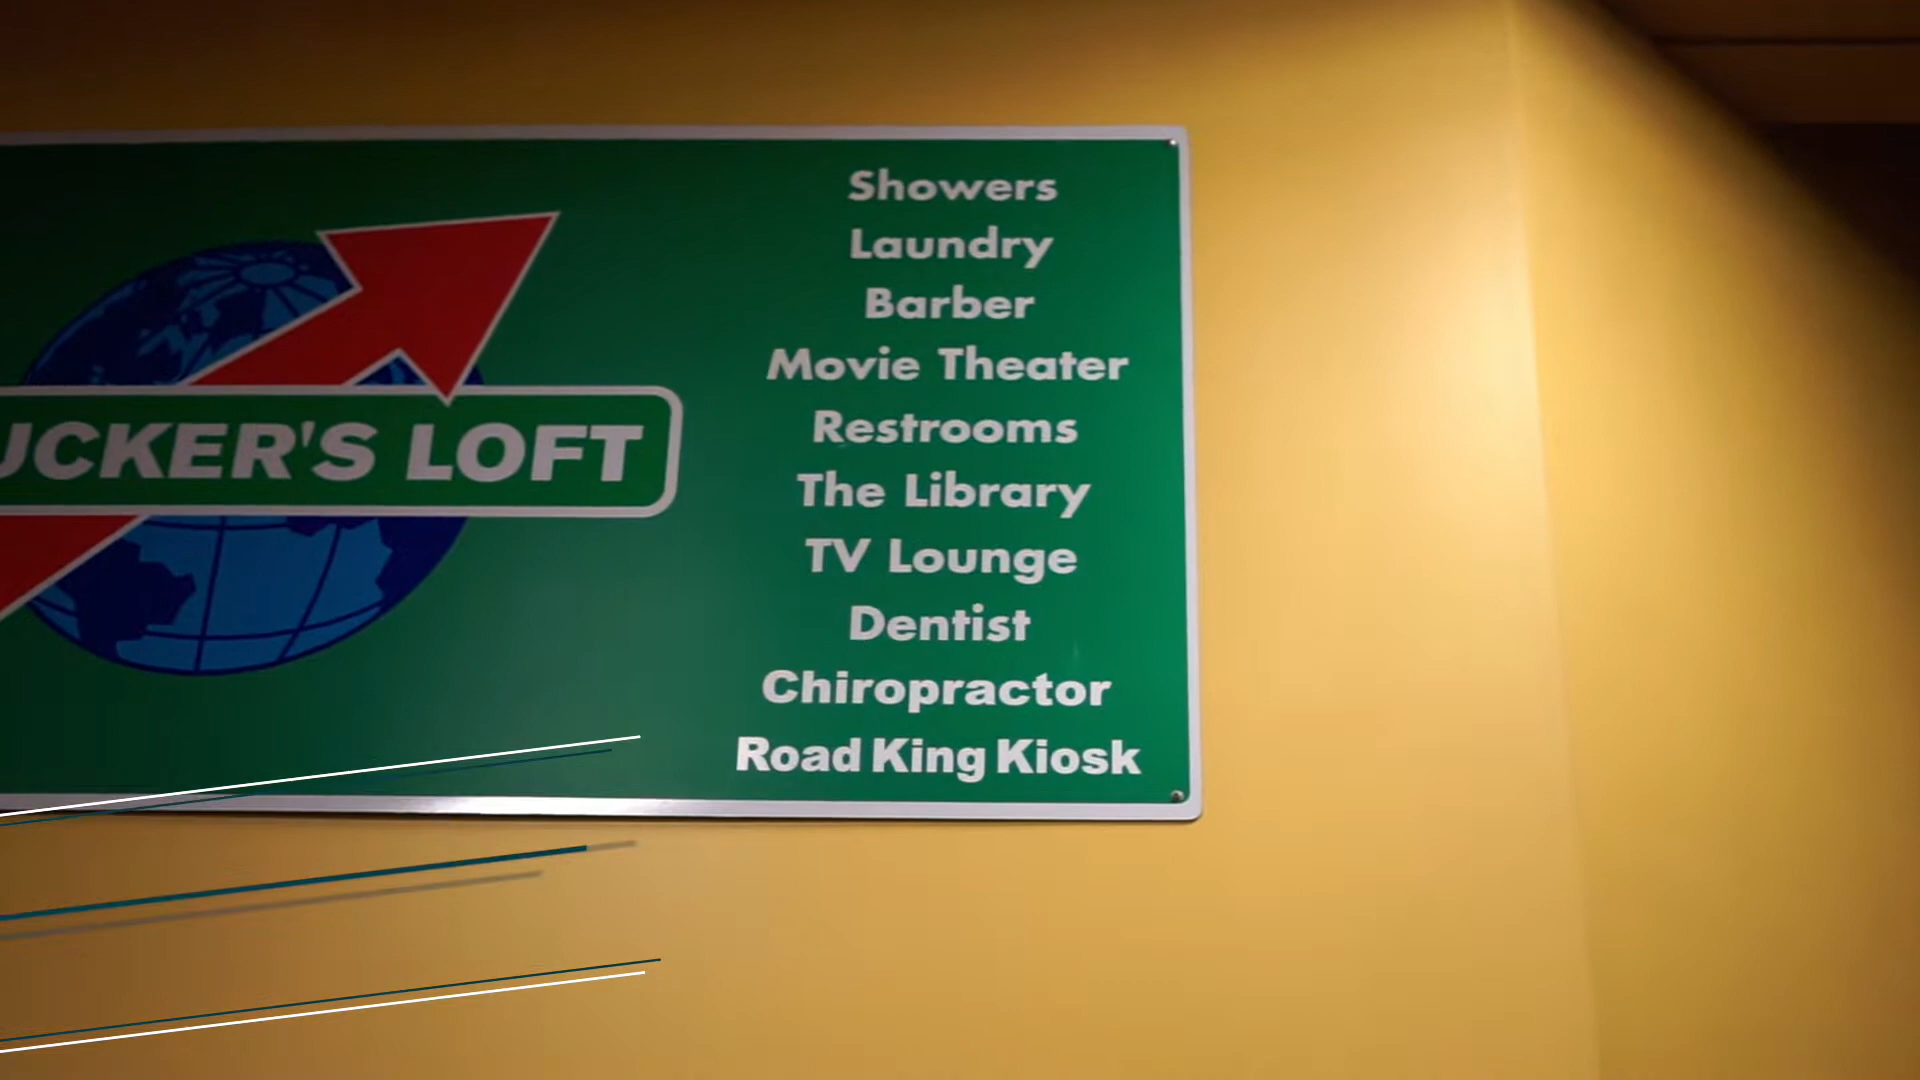 UCKER'S LOFT
Showers
Laundry
Barber
Movie Theater
Restrooms
The Library
TV Lounge
Dentist
Chiropractor
Road King Kiosk